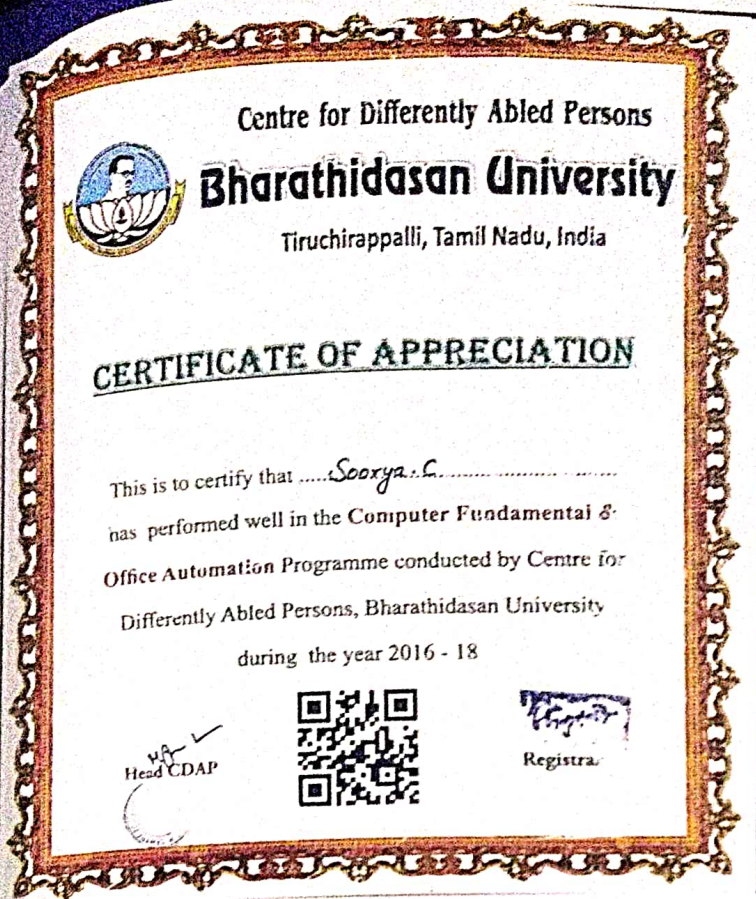 Centre for Differently Abled Persons
Bharathidasan University
Tiruchirappalli, Tamil Nadu, India
CERTIFICATE OF APPRECIATION
This is to certify that .....Soorya. C.................................
has performed well in the Computer Fundamental &
Office Automation Programme conducted by Centre for
Differently Abled Persons, Bharathidasan University
during the year 2016 - 18
Head CDAP
Registra